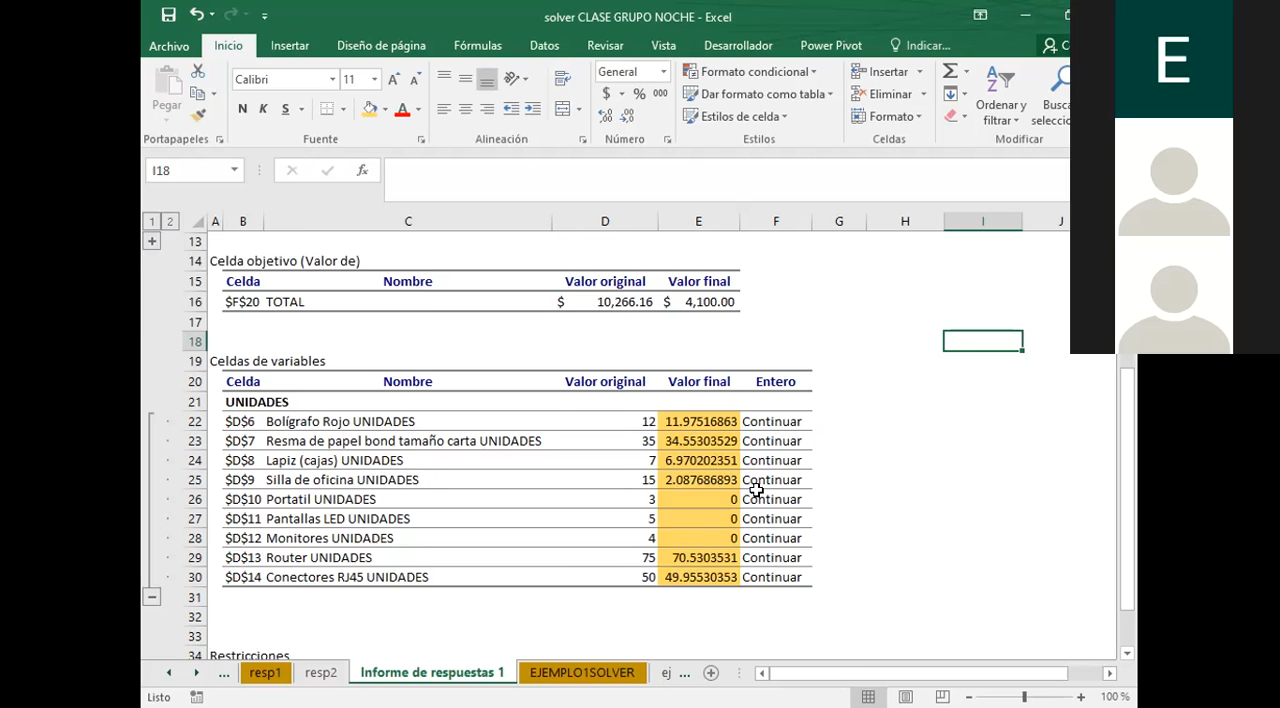 solver CLASE GRUPO NOCHE - Excel
Archivo Inicio Insertar Diseño de página Fórmulas Datos Revisar Vista Desarrollador Power Pivot Indicar... C
Calibri 11 General Formato condicional Insertar
Pegar N K S $ % 000 Dar formato como tabla Eliminar Ordenar y filtrar Busca selecció
Estilos de celda Formato
Portapapeles Fuente Alineación Número Estilos Celdas Modificar
I18 fx
1 2 A B C D E F G H I J
13
14 Celda objetivo (Valor de)
15 Celda Nombre Valor original Valor final
16 $F$20 TOTAL $ 10,266.16 $ 4,100.00
17
18
19 Celdas de variables
20 Celda Nombre Valor original Valor final Entero
21 UNIDADES
22 $D$6 Bolígrafo Rojo UNIDADES 12 11.97516863 Continuar
23 $D$7 Resma de papel bond tamaño carta UNIDADES 35 34.55303529 Continuar
24 $D$8 Lapiz (cajas) UNIDADES 7 6.970202351 Continuar
25 $D$9 Silla de oficina UNIDADES 15 2.087686893 Continuar
26 $D$10 Portatil UNIDADES 3 0 Continuar
27 $D$11 Pantallas LED UNIDADES 5 0 Continuar
28 $D$12 Monitores UNIDADES 4 0 Continuar
29 $D$13 Router UNIDADES 75 70.5303531 Continuar
30 $D$14 Conectores RJ45 UNIDADES 50 49.95530353 Continuar
31
32
33
34 Restricciones
... resp1 resp2 Informe de respuestas 1 EJEMPLO1SOLVER ej ...
Listo 100 %
E